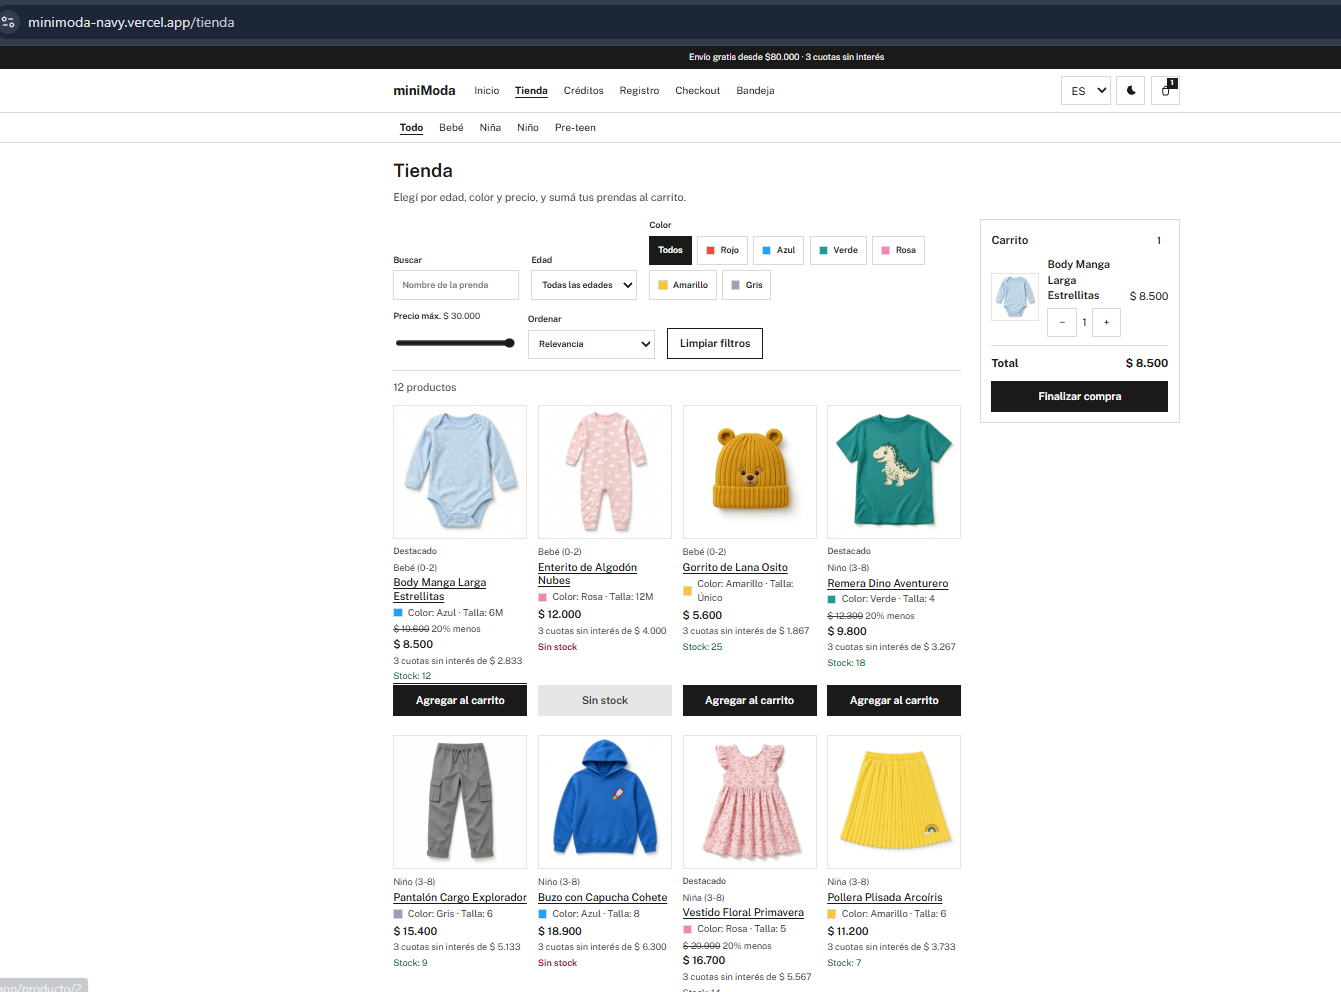 minimoda-navy.vercel.app/tienda
Envío gratis desde $80.000 · 3 cuotas sin interés
miniModa Inicio Tienda Créditos Registro Checkout Bandeja ES 1
Todo Bebé Niña Niño Pre-teen
Tienda
Elegí por edad, color y precio, y sumá tus prendas al carrito.
Buscar
Nombre de la prenda
Edad
Todas las edades
Color
Todos Rojo Azul Verde Rosa
Amarillo Gris
Precio máx. $ 30.000
Ordenar
Relevancia
Limpiar filtros
Carrito 1
Body Manga
Larga
Estrellitas
$ 8.500
− 1 +
Total $ 8.500
Finalizar compra
12 productos
Destacado
Bebé (0-2)
Body Manga Larga
Estrellitas
Color: Azul · Talla: 6M
$ 10.600 20% menos
$ 8.500
3 cuotas sin interés de $ 2.833
Stock: 12
Agregar al carrito
Bebé (0-2)
Enterito de Algodón
Nubes
Color: Rosa · Talla: 12M
$ 12.000
3 cuotas sin interés de $ 4.000
Sin stock
Sin stock
Bebé (0-2)
Gorrito de Lana Osito
Color: Amarillo · Talla:
Único
$ 5.600
3 cuotas sin interés de $ 1.867
Stock: 25
Agregar al carrito
Destacado
Niño (3-8)
Remera Dino Aventurero
Color: Verde · Talla: 4
$ 12.300 20% menos
$ 9.800
3 cuotas sin interés de $ 3.267
Stock: 18
Agregar al carrito
Niño (3-8)
Pantalón Cargo Explorador
Color: Gris · Talla: 6
$ 15.400
3 cuotas sin interés de $ 5.133
Stock: 9
Niño (3-8)
Buzo con Capucha Cohete
Color: Azul · Talla: 8
$ 18.900
3 cuotas sin interés de $ 6.300
Sin stock
Destacado
Niña (3-8)
Vestido Floral Primavera
Color: Rosa · Talla: 5
$ 20.900 20% menos
$ 16.700
3 cuotas sin interés de $ 5.567
Stock: 14
Niña (3-8)
Pollera Plisada Arcoíris
Color: Amarillo · Talla: 6
$ 11.200
3 cuotas sin interés de $ 3.733
Stock: 7
app/producto/2